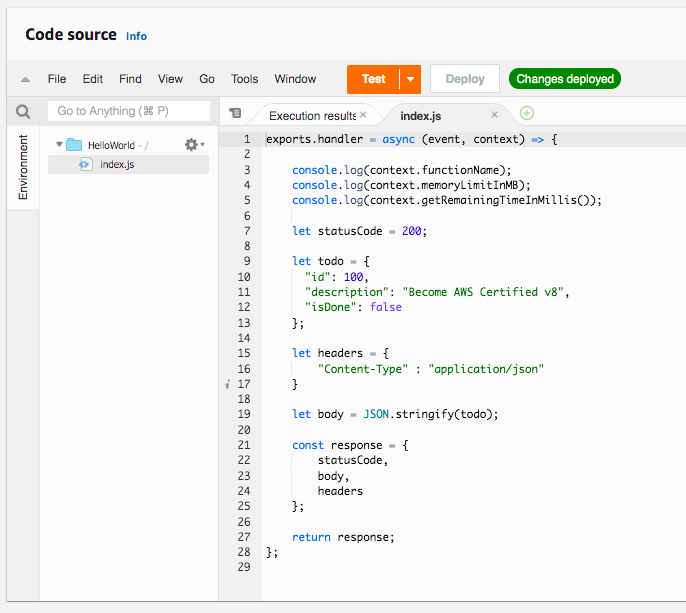 Code source Info
File Edit Find View Go Tools Window Test Deploy Changes deployed
Go to Anything (⌘ P)
Execution results × index.js ×
Environment
HelloWorld - /
index.js
1 exports.handler = async (event, context) => {
2
3     console.log(context.functionName);
4     console.log(context.memoryLimitInMB);
5     console.log(context.getRemainingTimeInMillis());
6
7     let statusCode = 200;
8
9     let todo = {
10       "id": 100,
11       "description": "Become AWS Certified v8",
12       "isDone": false
13     };
14
15     let headers = {
16         "Content-Type" : "application/json"
i 17     }
18
19     let body = JSON.stringify(todo);
20
21     const response = {
22         statusCode,
23         body,
24         headers
25     };
26
27     return response;
28 };
29